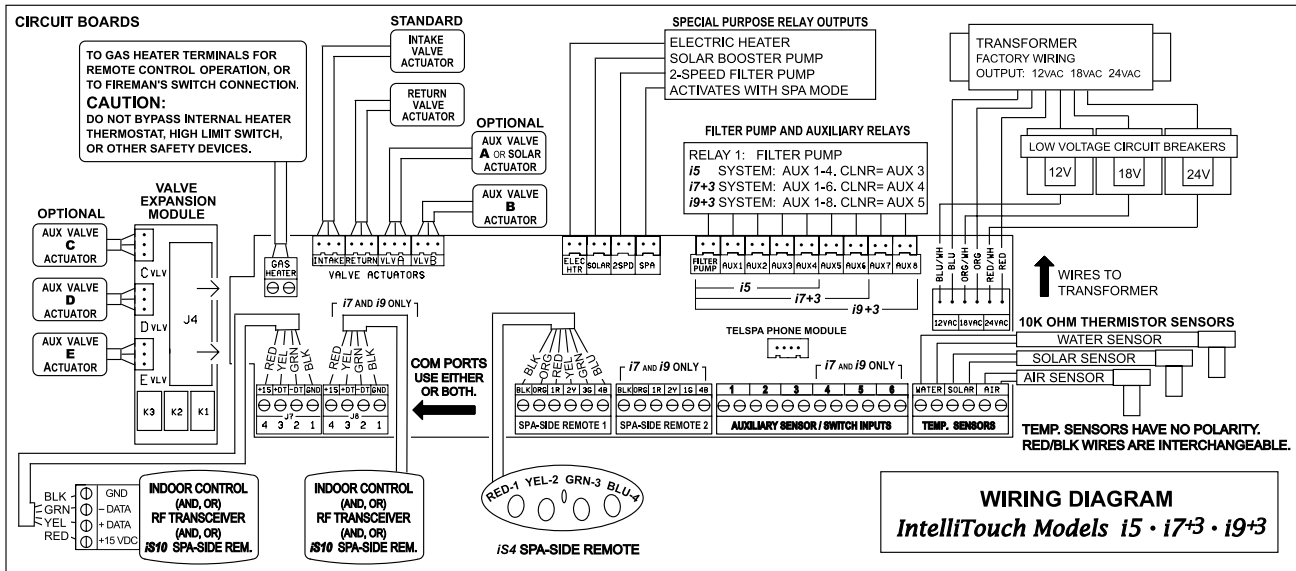 CIRCUIT BOARDS
TO GAS HEATER TERMINALS FOR
REMOTE CONTROL OPERATION, OR
TO FIREMAN'S SWITCH CONNECTION.
CAUTION:
DO NOT BYPASS INTERNAL HEATER
THERMOSTAT, HIGH LIMIT SWITCH,
OR OTHER SAFETY DEVICES.
STANDARD
INTAKE
VALVE
ACTUATOR
RETURN
VALVE
ACTUATOR
OPTIONAL
AUX VALVE
A OR SOLAR
ACTUATOR
AUX VALVE
B
ACTUATOR
SPECIAL PURPOSE RELAY OUTPUTS
ELECTRIC HEATER
SOLAR BOOSTER PUMP
2-SPEED FILTER PUMP
ACTIVATES WITH SPA MODE
FILTER PUMP AND AUXILIARY RELAYS
RELAY 1: FILTER PUMP
i5 SYSTEM: AUX 1-4. CLNR= AUX 3
i7+3 SYSTEM: AUX 1-6. CLNR= AUX 4
i9+3 SYSTEM: AUX 1-8. CLNR= AUX 5
TRANSFORMER
FACTORY WIRING
OUTPUT: 12VAC 18VAC 24VAC
LOW VOLTAGE CIRCUIT BREAKERS
12V 18V 24V
VALVE
EXPANSION
MODULE
OPTIONAL
AUX VALVE
C
ACTUATOR
AUX VALVE
D
ACTUATOR
AUX VALVE
E
ACTUATOR
C VLV
D VLV
E VLV
J4
K3 K2 K1
GAS
HEATER
INTAKE RETURN VLVA VLVB
VALVE ACTUATORS
ELEC
HTR SOLAR 2SPD SPA
FILTER
PUMP AUX1 AUX2 AUX3 AUX4 AUX5 AUX6 AUX7 AUX8
i5
i7+3
i9+3
BLU/WH BLU ORG/WH ORG RED/WH RED
12VAC 18VAC 24VAC
WIRES TO
TRANSFORMER
10K OHM THERMISTOR SENSORS
WATER SENSOR
SOLAR SENSOR
AIR SENSOR
TEMP. SENSORS HAVE NO POLARITY.
RED/BLK WIRES ARE INTERCHANGEABLE.
i7 AND i9 ONLY
RED YEL GRN BLK
RED YEL GRN BLK
+15 +DT -DT GND
+15 +DT -DT GND
J7
4 3 2 1
J8
4 3 2 1
COM PORTS
USE EITHER
OR BOTH.
BLK ORG RED YEL GRN BLU
BLK ORG 1R 2Y 3G 4B
SPA-SIDE REMOTE 1
i7 AND i9 ONLY
BLK ORG 1R 2Y 1G 4B
SPA-SIDE REMOTE 2
TELSPA PHONE MODULE
i7 AND i9 ONLY
1 2 3 4 5 6
AUXILIARY SENSOR / SWITCH INPUTS
WATER SOLAR AIR
TEMP. SENSORS
BLK GND
GRN – DATA
YEL + DATA
RED +15 VDC
INDOOR CONTROL
(AND, OR)
RF TRANSCEIVER
(AND, OR)
iS10 SPA-SIDE REM.
INDOOR CONTROL
(AND, OR)
RF TRANSCEIVER
(AND, OR)
iS10 SPA-SIDE REM.
RED-1 YEL-2 GRN-3 BLU-4
iS4 SPA-SIDE REMOTE
WIRING DIAGRAM
IntelliTouch Models i5 · i7+3 · i9+3